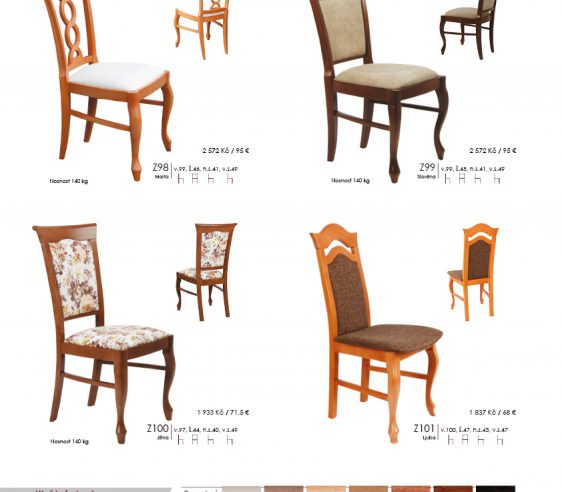 2 572 Kč / 95 €
Z98 v.99, š.46, h.s.41, v.s.49
Marta
Nosnost 140 kg
2 572 Kč / 95 €
Z99 v.99, š.45, h.s.41, v.s.49
Slavěna
Nosnost 140 kg
1 933 Kč / 71,5 €
Z100 v.97, š.44, h.s.40, v.s.49
Jiřina
Nosnost 140 kg
1 837 Kč / 68 €
Z101 v.100, š.47, h.s.43, v.s.47
Ljuba